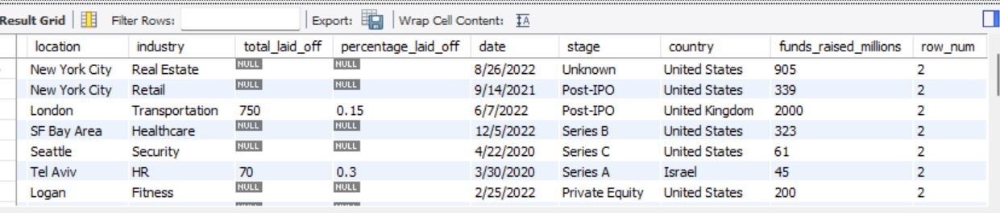 Result Grid Filter Rows: Export: Wrap Cell Content: IA
location industry total_laid_off percentage_laid_off date stage country funds_raised_millions row_num
New York City Real Estate NULL NULL 8/26/2022 Unknown United States 905 2
New York City Retail NULL NULL 9/14/2021 Post-IPO United States 339 2
London Transportation 750 0.15 6/7/2022 Post-IPO United Kingdom 2000 2
SF Bay Area Healthcare NULL NULL 12/5/2022 Series B United States 323 2
Seattle Security NULL NULL 4/22/2020 Series C United States 61 2
Tel Aviv HR 70 0.3 3/30/2020 Series A Israel 45 2
Logan Fitness NULL NULL 2/25/2022 Private Equity United States 200 2